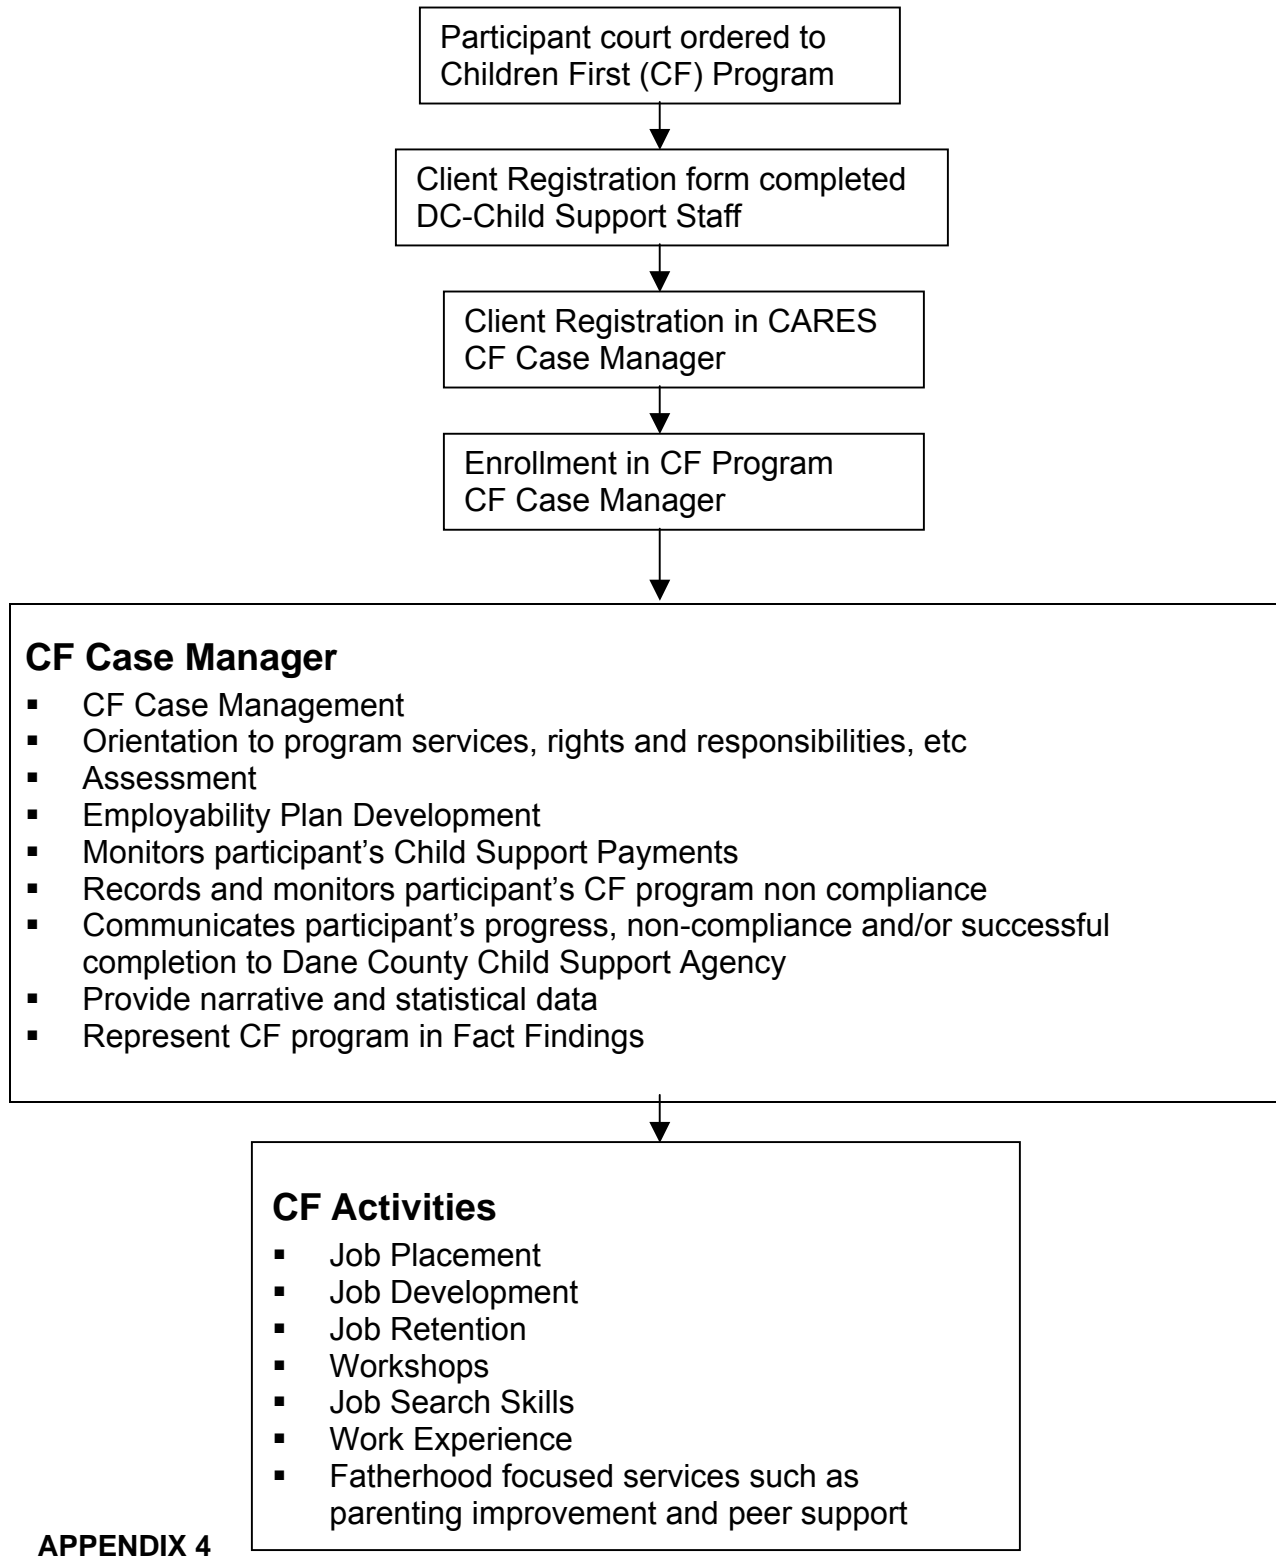 Participant court ordered to
Children First (CF) Program
Client Registration form completed
DC-Child Support Staff
Client Registration in CARES
CF Case Manager
Enrollment in CF Program
CF Case Manager
CF Case Manager
▪ CF Case Management
▪ Orientation to program services, rights and responsibilities, etc
▪ Assessment
▪ Employability Plan Development
▪ Monitors participant’s Child Support Payments
▪ Records and monitors participant’s CF program non compliance
▪ Communicates participant’s progress, non-compliance and/or successful
completion to Dane County Child Support Agency
▪ Provide narrative and statistical data
▪ Represent CF program in Fact Findings
CF Activities
▪ Job Placement
▪ Job Development
▪ Job Retention
▪ Workshops
▪ Job Search Skills
▪ Work Experience
▪ Fatherhood focused services such as
parenting improvement and peer support
APPENDIX 4